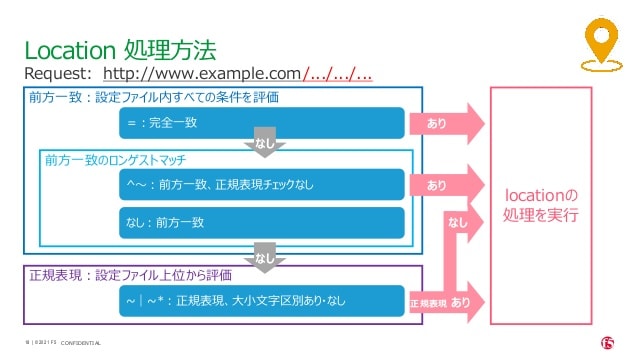 Location 処理方法
Request: http://www.example.com/.../.../...
前方一致：設定ファイル内すべての条件を評価
=：完全一致
あり
なし
前方一致のロンゲストマッチ
^～：前方一致、正規表現チェックなし
あり
なし：前方一致
なし
locationの
処理を実行
なし
正規表現：設定ファイル上位から評価
~ | ~*：正規表現、大小文字区別あり・なし
正規表現 あり
| ©2021 F5 CONFIDENTIAL
f5